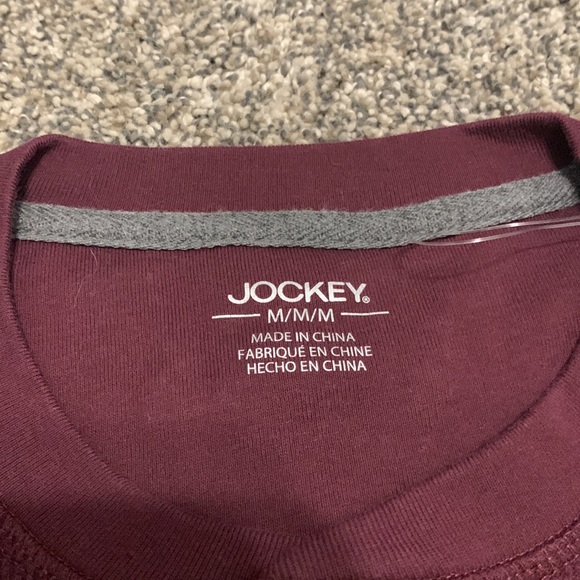 JOCKEY®
M/M/M
MADE IN CHINA
FABRIQUÉ EN CHINE
HECHO EN CHINA